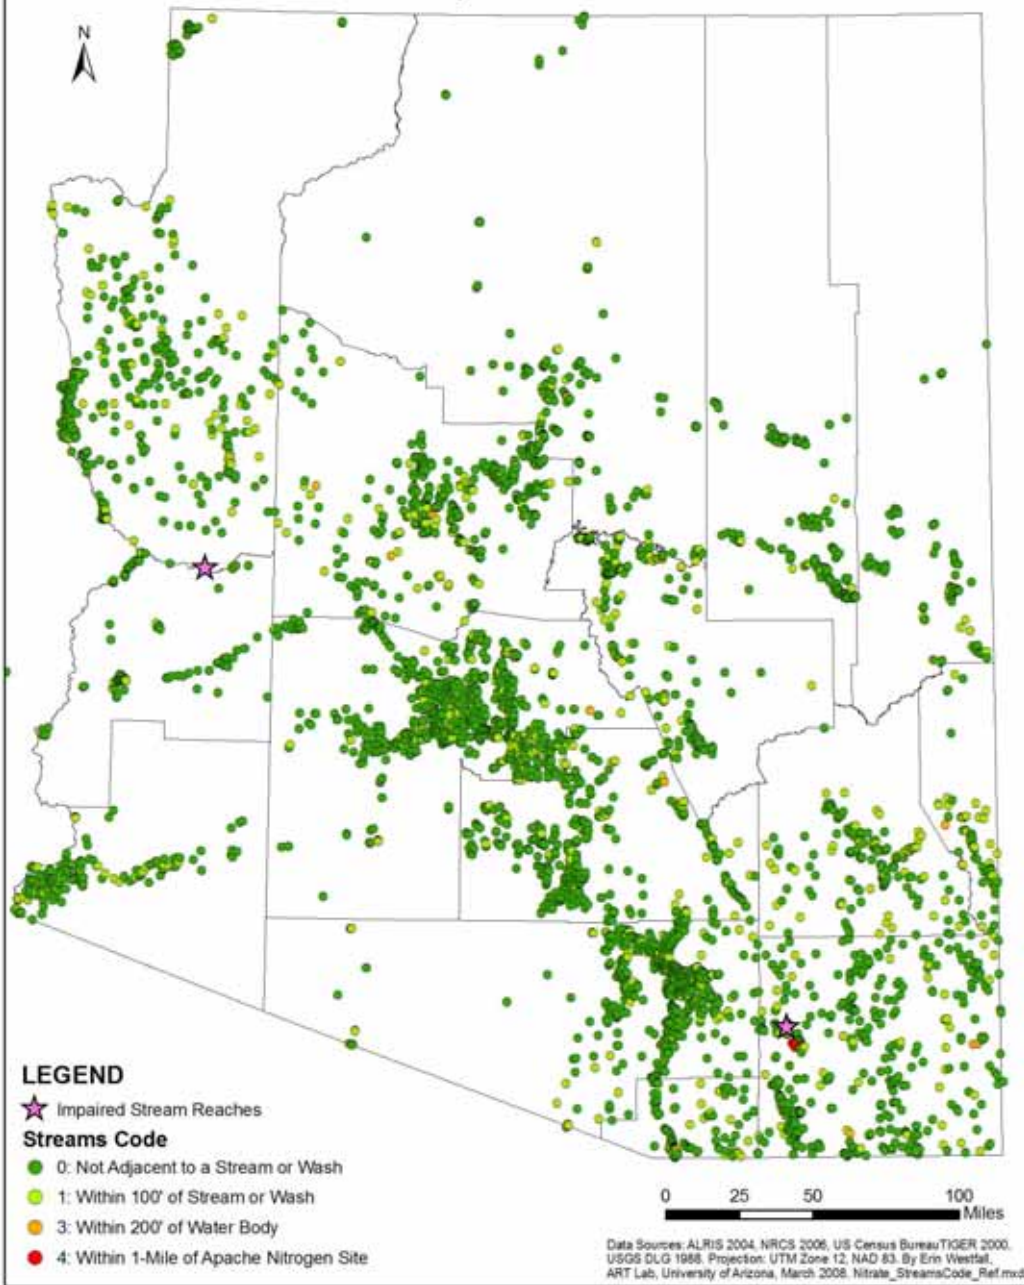 N
LEGEND
Impaired Stream Reaches
Streams Code
0: Not Adjacent to a Stream or Wash
1: Within 100' of Stream or Wash
3: Within 200' of Water Body
4: Within 1-Mile of Apache Nitrogen Site
0 25 50 100
Miles
Data Sources: ALRIS 2004, NRCS 2006, US Census BureauTIGER 2000,
USGS DLG 1988. Projection: UTM Zone 12, NAD 83. By Erin Westfall,
ART Lab, University of Arizona, March 2008. Nitrate_StreamsCode_Ref.mxd